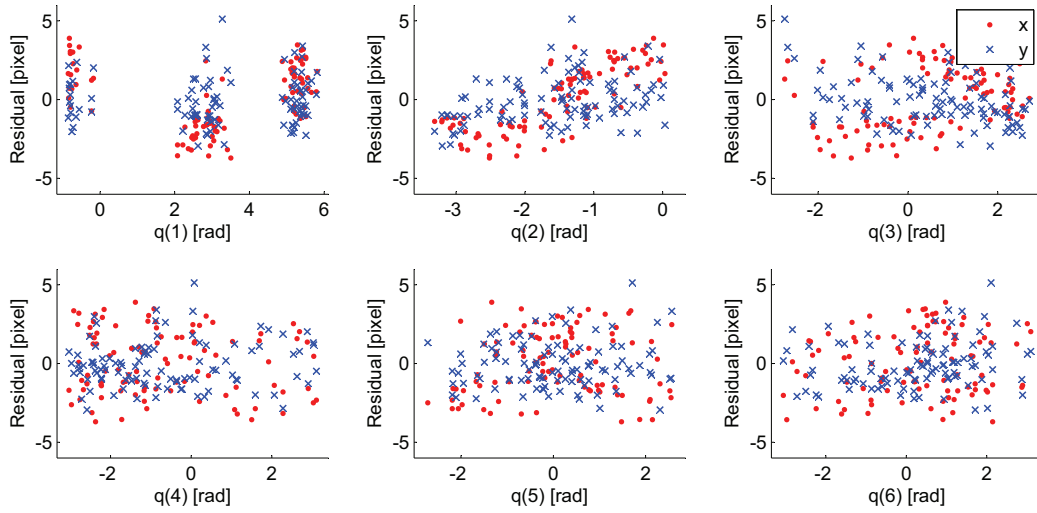 5
0
-5
Residual [pixel]
0 2 4 6
q(1) [rad]
5
0
-5
Residual [pixel]
-3 -2 -1 0
q(2) [rad]
5
0
-5
Residual [pixel]
-2 0 2
q(3) [rad]
x
y
5
0
-5
Residual [pixel]
-2 0 2
q(4) [rad]
5
0
-5
Residual [pixel]
-2 0 2
q(5) [rad]
5
0
-5
Residual [pixel]
-2 0 2
q(6) [rad]